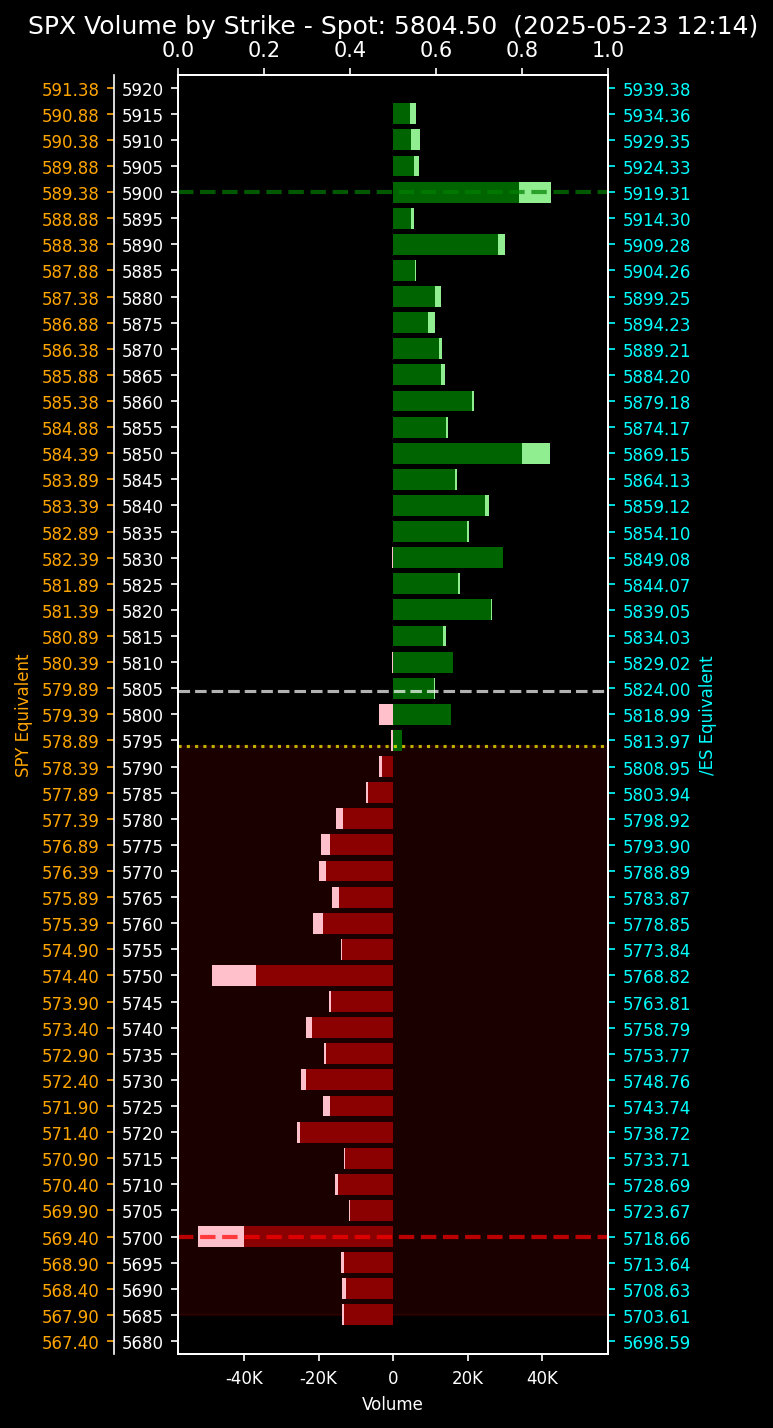 SPX Volume by Strike - Spot: 5804.50 (2025-05-23 12:14)
0.0 0.2 0.4 0.6 0.8 1.0
591.38 5920 5939.38
590.88 5915 5934.36
590.38 5910 5929.35
589.88 5905 5924.33
589.38 5900 5919.31
588.88 5895 5914.30
588.38 5890 5909.28
587.88 5885 5904.26
587.38 5880 5899.25
586.88 5875 5894.23
586.38 5870 5889.21
585.88 5865 5884.20
585.38 5860 5879.18
584.88 5855 5874.17
584.39 5850 5869.15
583.89 5845 5864.13
583.39 5840 5859.12
582.89 5835 5854.10
582.39 5830 5849.08
581.89 5825 5844.07
581.39 5820 5839.05
580.89 5815 5834.03
580.39 5810 5829.02
579.89 5805 5824.00
579.39 5800 5818.99
578.89 5795 5813.97
578.39 5790 5808.95
577.89 5785 5803.94
577.39 5780 5798.92
576.89 5775 5793.90
576.39 5770 5788.89
575.89 5765 5783.87
575.39 5760 5778.85
574.90 5755 5773.84
574.40 5750 5768.82
573.90 5745 5763.81
573.40 5740 5758.79
572.90 5735 5753.77
572.40 5730 5748.76
571.90 5725 5743.74
571.40 5720 5738.72
570.90 5715 5733.71
570.40 5710 5728.69
569.90 5705 5723.67
569.40 5700 5718.66
568.90 5695 5713.64
568.40 5690 5708.63
567.90 5685 5703.61
567.40 5680 5698.59
SPY Equivalent
/ES Equivalent
-40K -20K 0 20K 40K
Volume